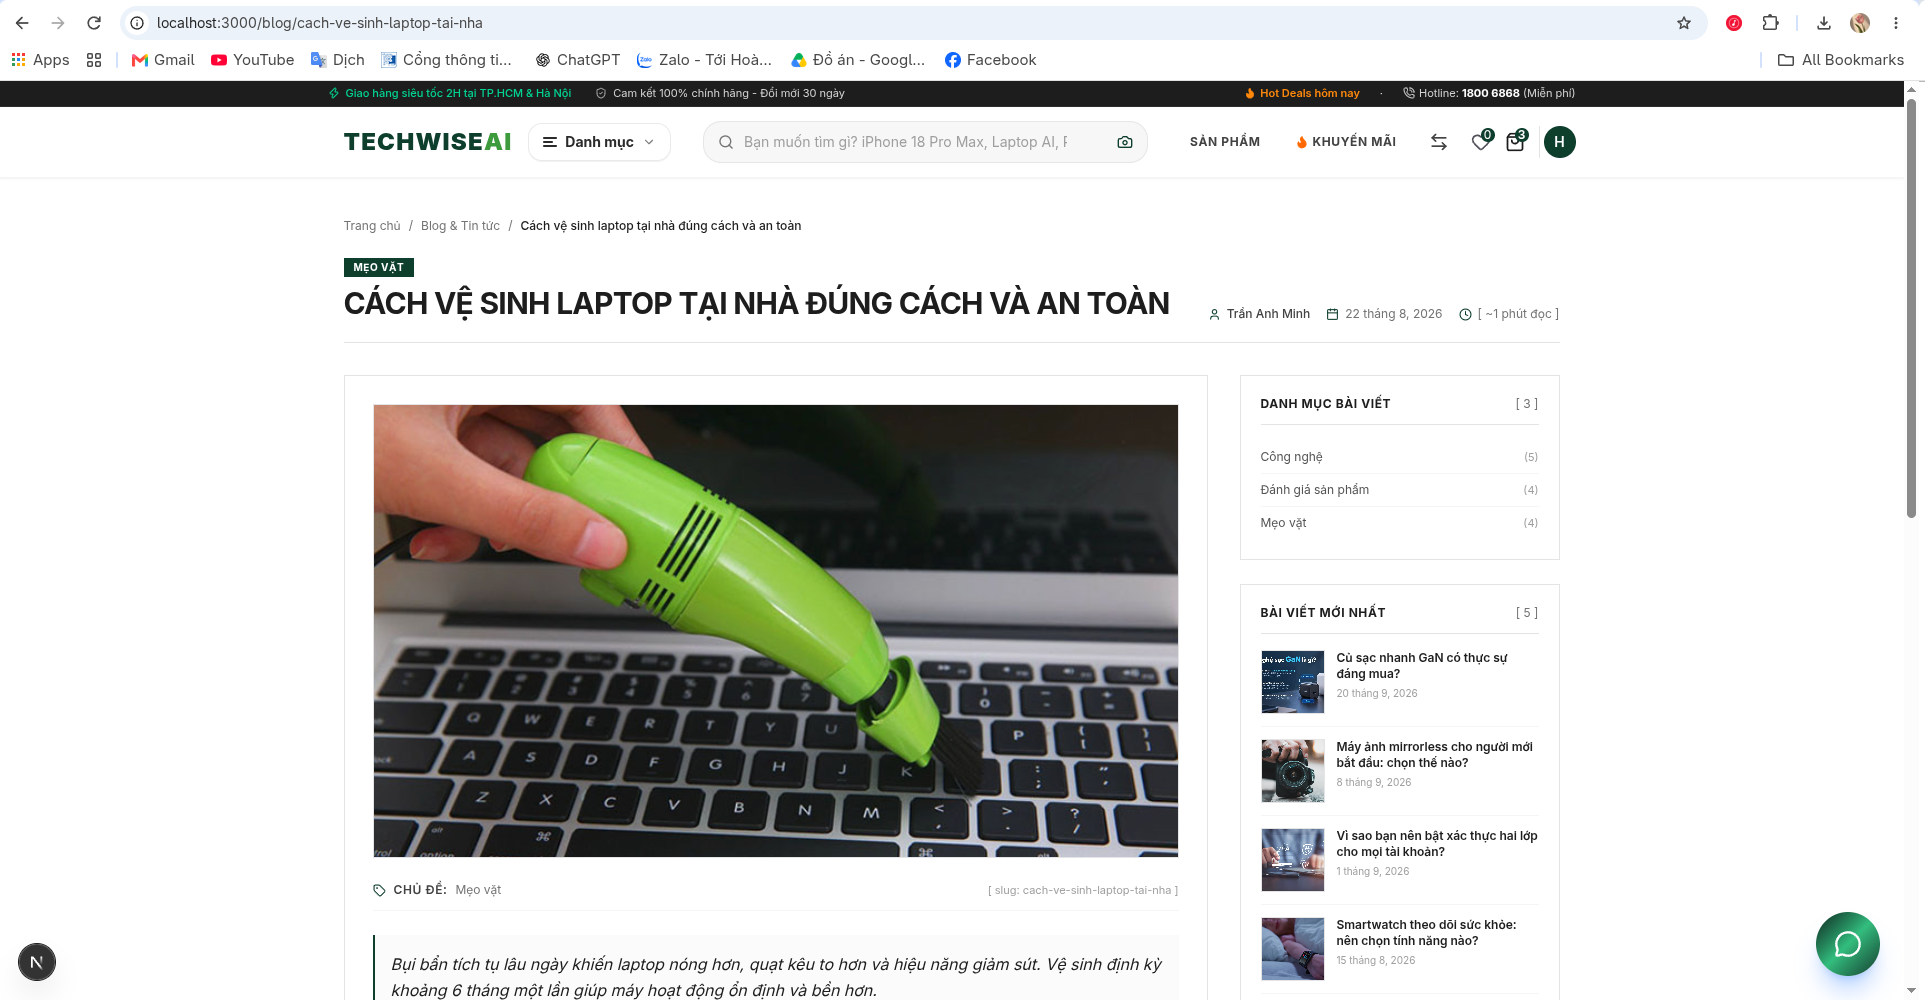 localhost:3000/blog/cach-ve-sinh-laptop-tai-nha
Apps
Gmail
YouTube
Dịch
Cổng thông ti...
ChatGPT
Zalo - Tới Hoà...
Đồ án - Googl...
Facebook
All Bookmarks
Giao hàng siêu tốc 2H tại TP.HCM & Hà Nội
Cam kết 100% chính hãng - Đổi mới 30 ngày
Hot Deals hôm nay
·
Hotline: 1800 6868 (Miễn phí)
TECHWISEAI
Danh mục
Bạn muốn tìm gì? iPhone 18 Pro Max, Laptop AI,
SẢN PHẨM
KHUYẾN MÃI
0
3
H
Trang chủ / Blog & Tin tức / Cách vệ sinh laptop tại nhà đúng cách và an toàn
MẸO VẶT
CÁCH VỆ SINH LAPTOP TẠI NHÀ ĐÚNG CÁCH VÀ AN TOÀN
Trần Anh Minh
22 tháng 8, 2026
[ ~1 phút đọc ]
CHỦ ĐỀ: Mẹo vặt
[ slug: cach-ve-sinh-laptop-tai-nha ]
Bụi bẩn tích tụ lâu ngày khiến laptop nóng hơn, quạt kêu to hơn và hiệu năng giảm sút. Vệ sinh định kỳ
khoảng 6 tháng một lần giúp máy hoạt động ổn định và bền hơn.
DANH MỤC BÀI VIẾT
[ 3 ]
Công nghệ
(5)
Đánh giá sản phẩm
(4)
Mẹo vặt
(4)
BÀI VIẾT MỚI NHẤT
[ 5 ]
Củ sạc nhanh GaN có thực sự
đáng mua?
20 tháng 9, 2026
Máy ảnh mirrorless cho người mới
bắt đầu: chọn thế nào?
8 tháng 9, 2026
Vì sao bạn nên bật xác thực hai lớp
cho mọi tài khoản?
1 tháng 9, 2026
Smartwatch theo dõi sức khỏe:
nên chọn tính năng nào?
15 tháng 8, 2026
N
Q W E R T Y U P
A S D F G H J K
Z X C V B N M